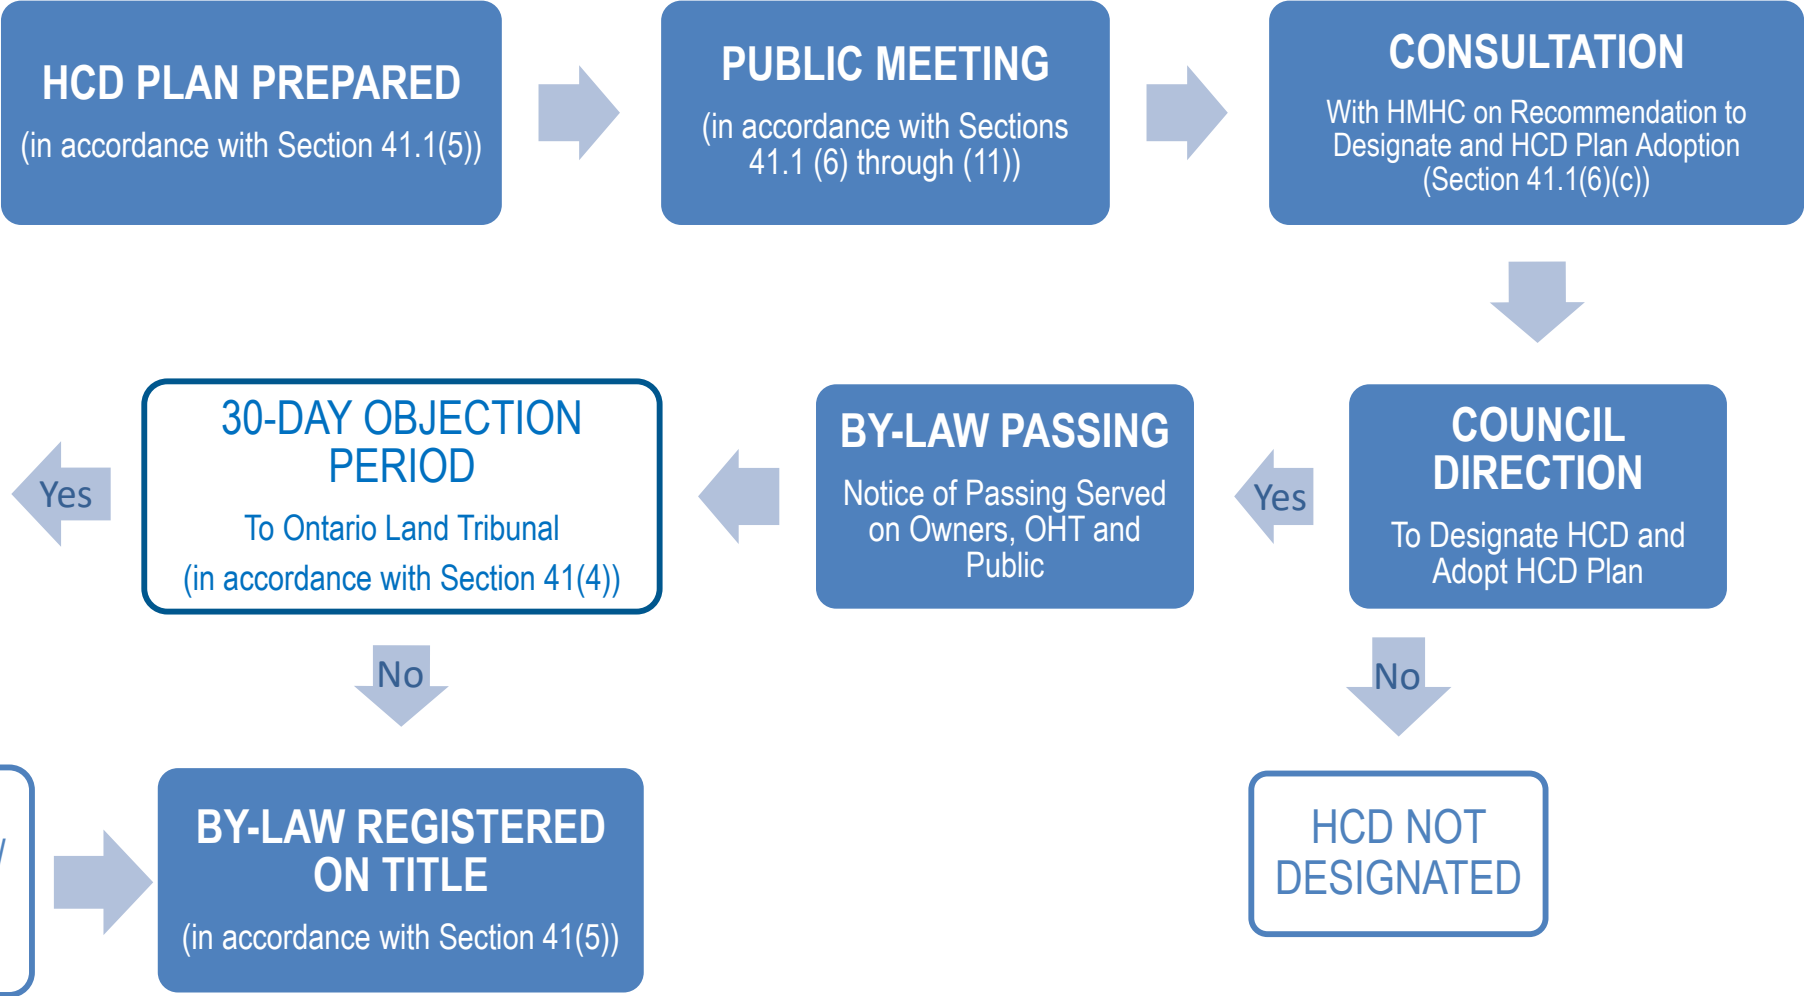 HCD PLAN PREPARED
(in accordance with Section 41.1(5))
PUBLIC MEETING
(in accordance with Sections
41.1 (6) through (11))
CONSULTATION
With HMHC on Recommendation to
Designate and HCD Plan Adoption
(Section 41.1(6)(c))
COUNCIL
DIRECTION
To Designate HCD and
Adopt HCD Plan
Yes
No
HCD NOT
DESIGNATED
BY-LAW PASSING
Notice of Passing Served
on Owners, OHT and
Public
30-DAY OBJECTION
PERIOD
To Ontario Land Tribunal
(in accordance with Section 41(4))
Yes
No
BY-LAW REGISTERED
ON TITLE
(in accordance with Section 41(5))